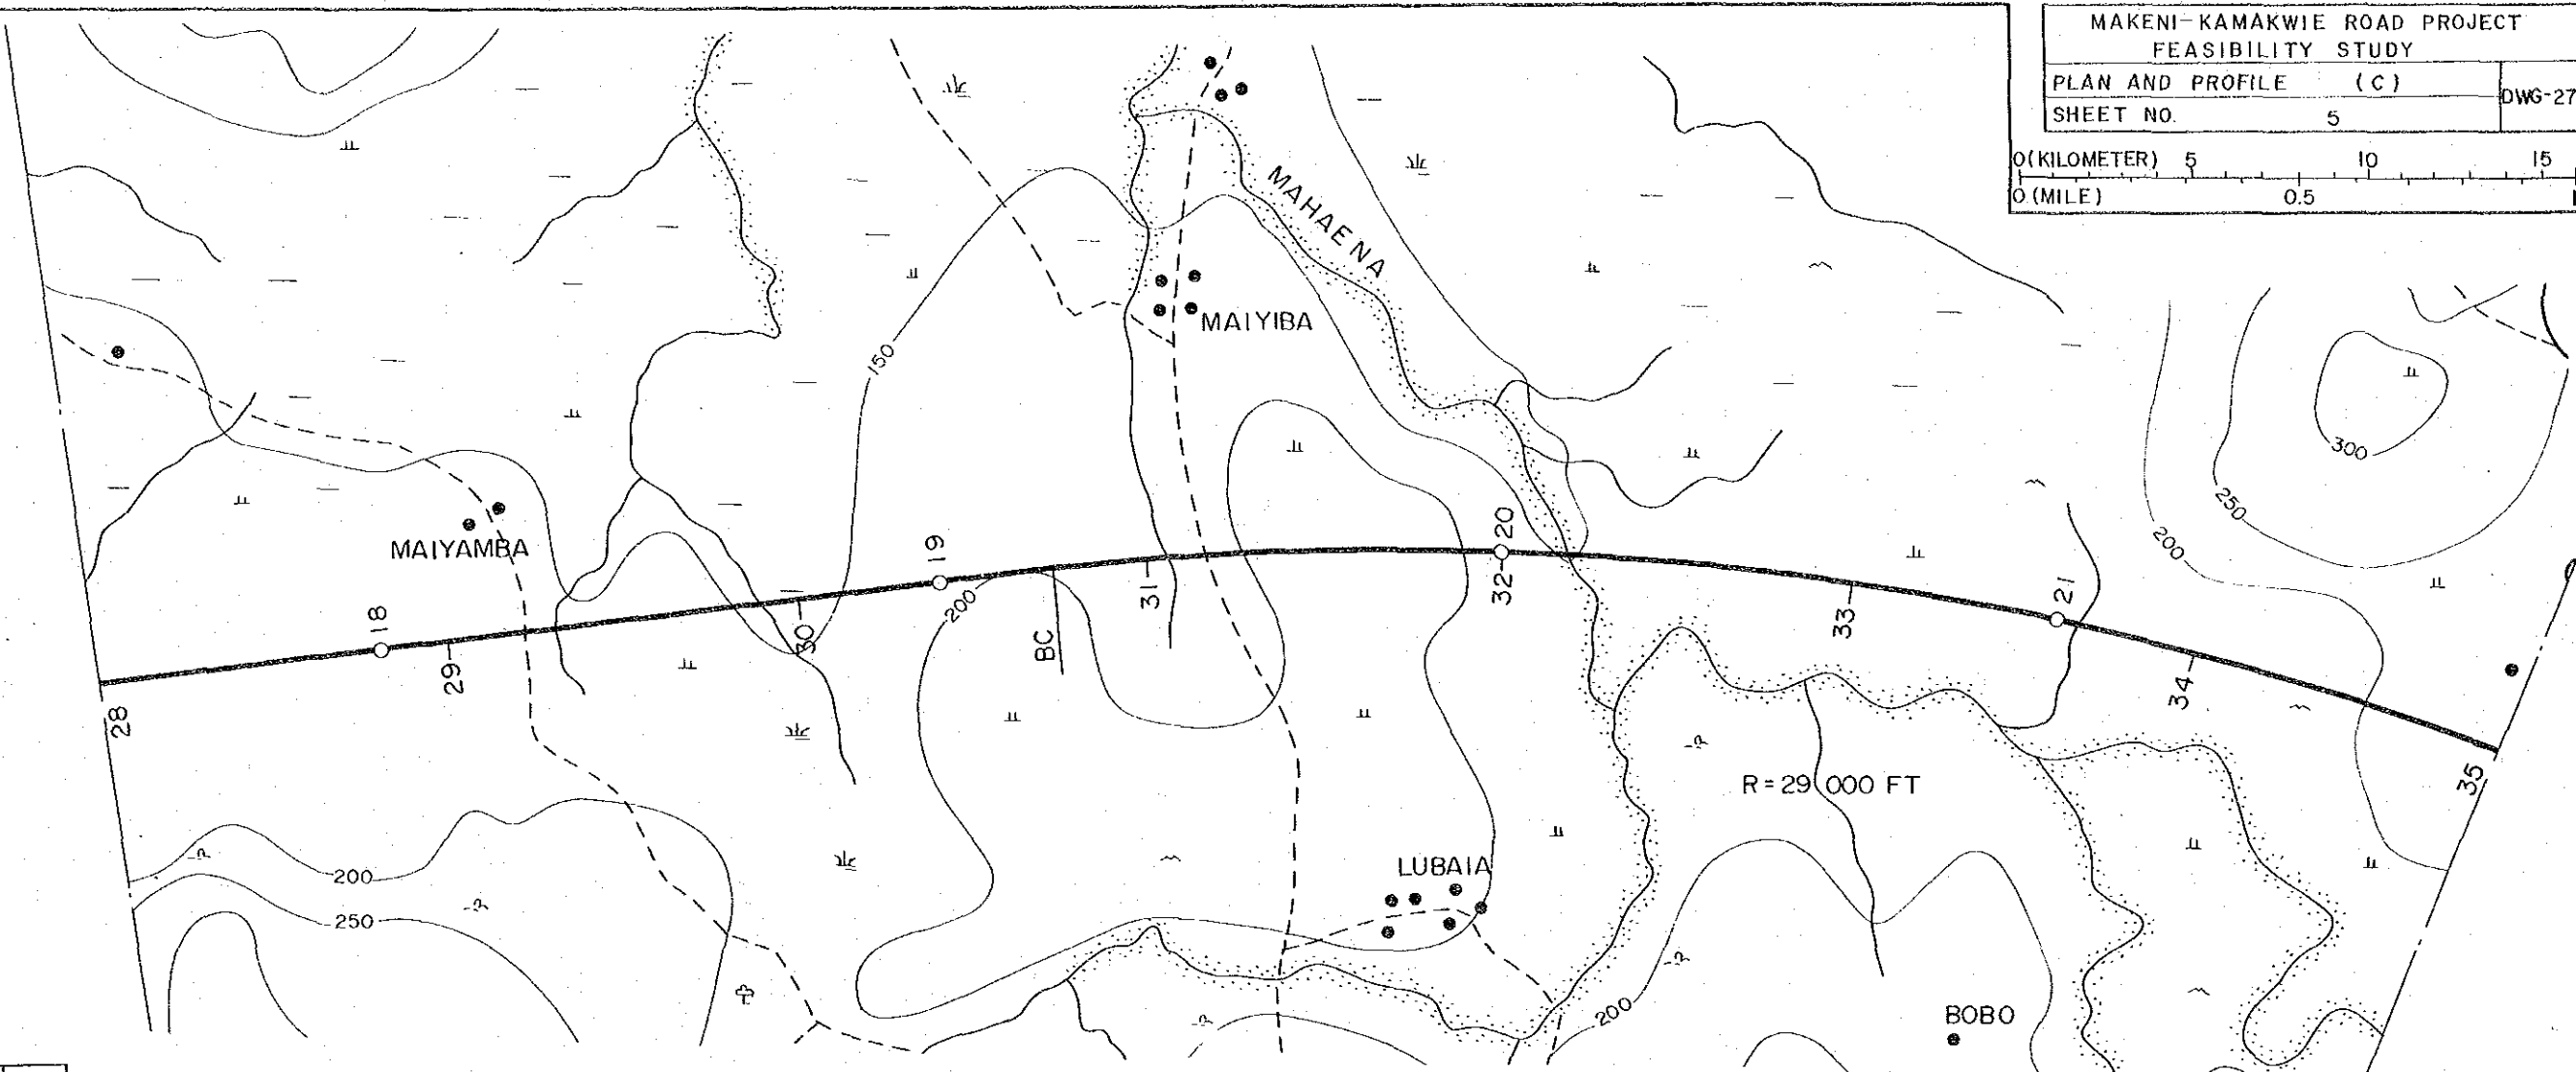 MAKENI-KAMAKWIE ROAD PROJECT
FEASIBILITY STUDY
PLAN AND PROFILE (C)
DWG-27
SHEET NO. 5
0(KILOMETER) 5 10 15
0 (MILE) 0.5
MAHAENA
MAIYIBA
150
300
250
200
MAIYAMBA
18
19
20
21
28
29
30
31
32
33
34
35
200
BC
R=29 000 FT
LUBAIA
200
250
200
BOBO